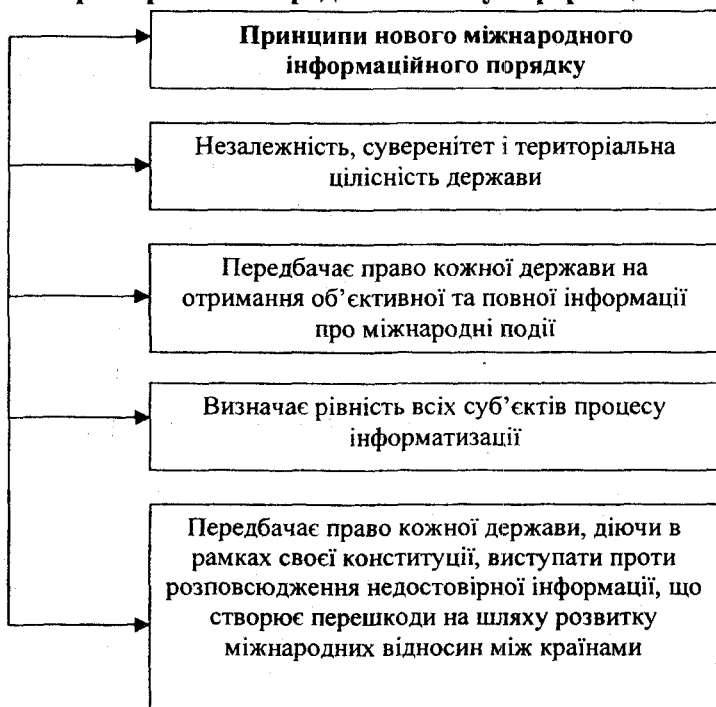 Принципи нового міжнародного
інформаційного порядку
Незалежність, суверенітет і територіальна
цілісність держави
Передбачає право кожної держави на
отримання об’єктивної та повної інформації
про міжнародні події
Визначає рівність всіх суб’єктів процесу
інформатизації
Передбачає право кожної держави, діючи в
рамках своєї конституції, виступати проти
розповсюдження недостовірної інформації, що
створює перешкоди на шляху розвитку
міжнародних відносин між країнами